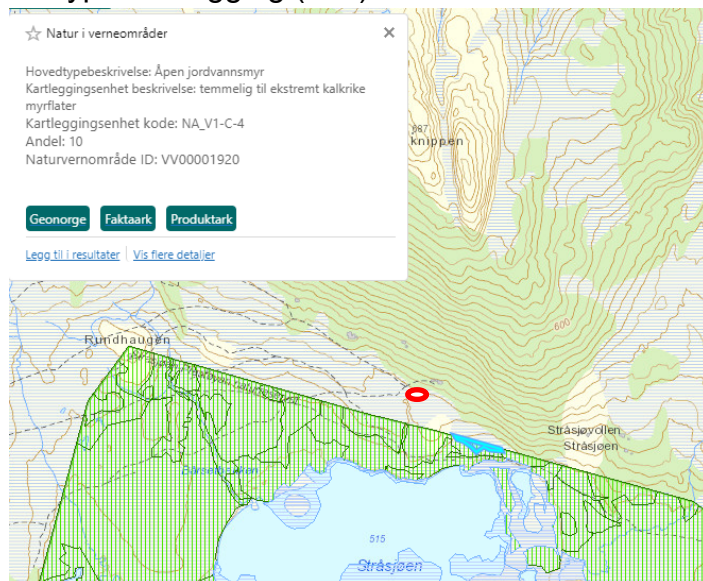 Natur i verneområder
Hovedtypebeskrivelse: Åpen jordvannsmyr
Kartleggingsenhet beskrivelse: temmelig til ekstremt kalkrike
myrflater
Kartleggingsenhet kode: NA_V1-C-4
Andel: 10
Naturvernområde ID: VV00001920
Geonorge Faktaark Produktark
Legg til i resultater Vis flere detaljer
687
knippen
600
Rundhaugen
Stråsjøvollen
Stråsjøen
515
Stråsjøen